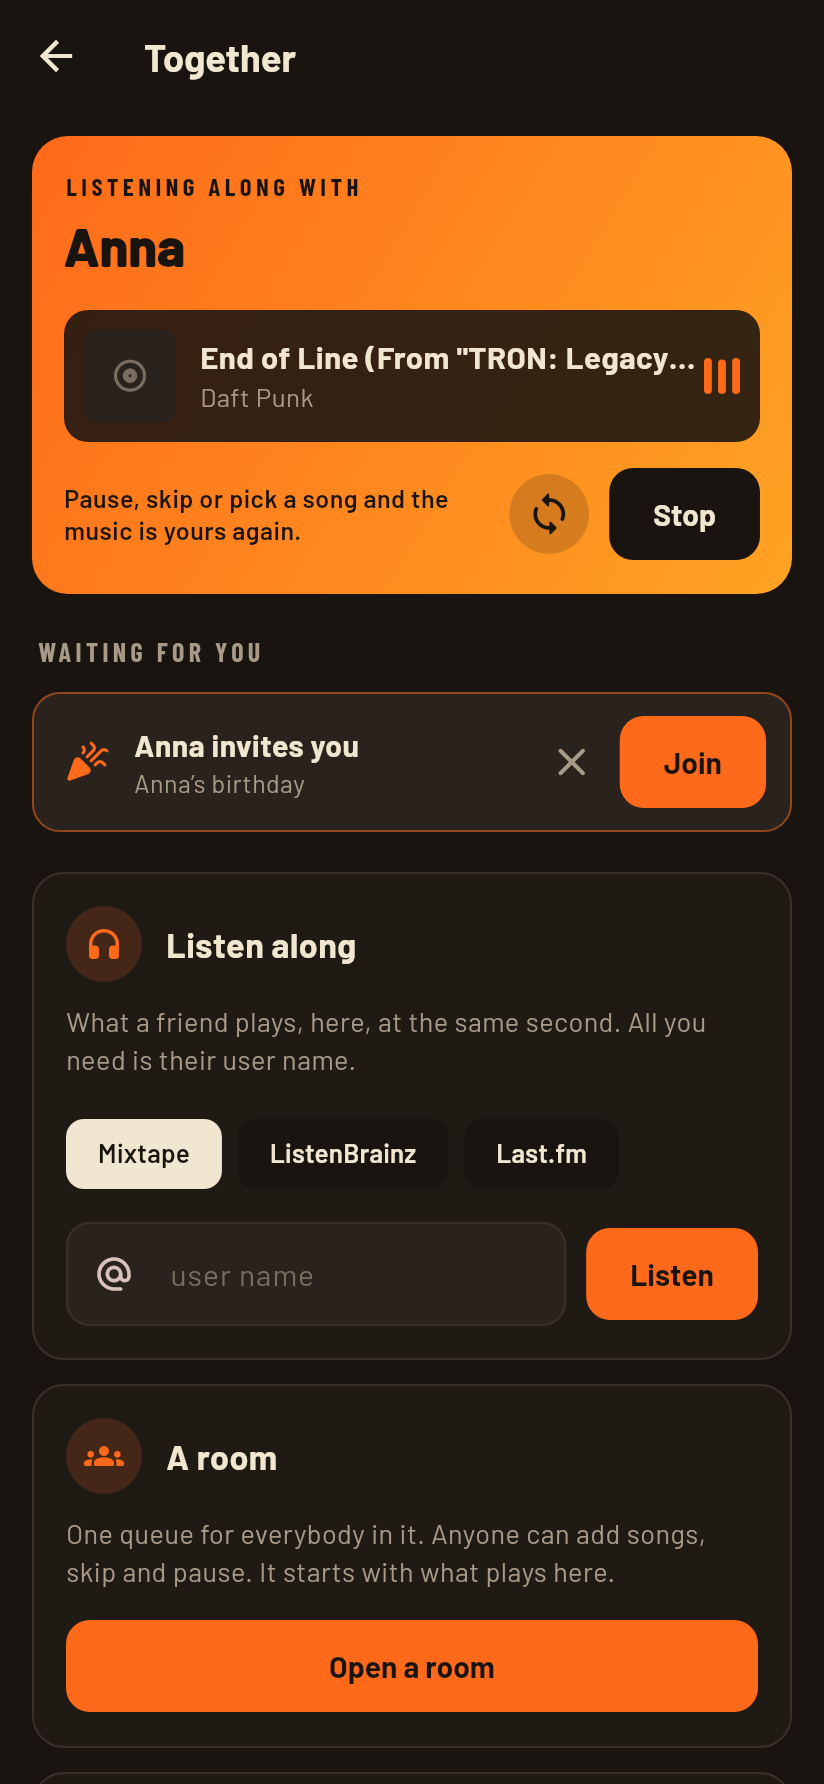 Together
LISTENING ALONG WITH
Anna
End of Line (From "TRON: Legacy...
Daft Punk
Pause, skip or pick a song and the
music is yours again.
Stop
WAITING FOR YOU
Anna invites you
Anna’s birthday
Join
Listen along
What a friend plays, here, at the same second. All you
need is their user name.
Mixtape
ListenBrainz
Last.fm
user name
Listen
A room
One queue for everybody in it. Anyone can add songs,
skip and pause. It starts with what plays here.
Open a room